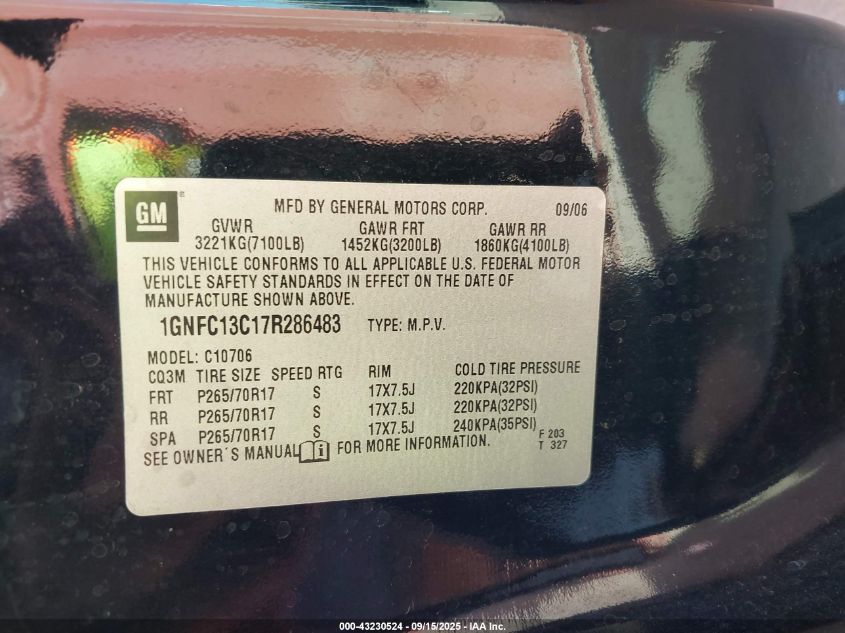 GM
MFD BY GENERAL MOTORS CORP. 09/06
GVWR GAWR FRT GAWR RR
3221KG(7100LB) 1452KG(3200LB) 1860KG(4100LB)
THIS VEHICLE CONFORMS TO ALL APPLICABLE U.S. FEDERAL MOTOR
VEHICLE SAFETY STANDARDS IN EFFECT ON THE DATE OF
MANUFACTURE SHOWN ABOVE.
1GNFC13C17R286483 TYPE: M.P.V.
MODEL: C10706
CQ3M TIRE SIZE SPEED RTG RIM COLD TIRE PRESSURE
FRT P265/70R17 S 17X7.5J 220KPA(32PSI)
RR P265/70R17 S 17X7.5J 220KPA(32PSI)
SPA P265/70R17 S 17X7.5J 240KPA(35PSI)
SEE OWNER´S MANUAL i FOR MORE INFORMATION.
F 203
T 327
000-43230524 - 09/15/2025 - IAA Inc.